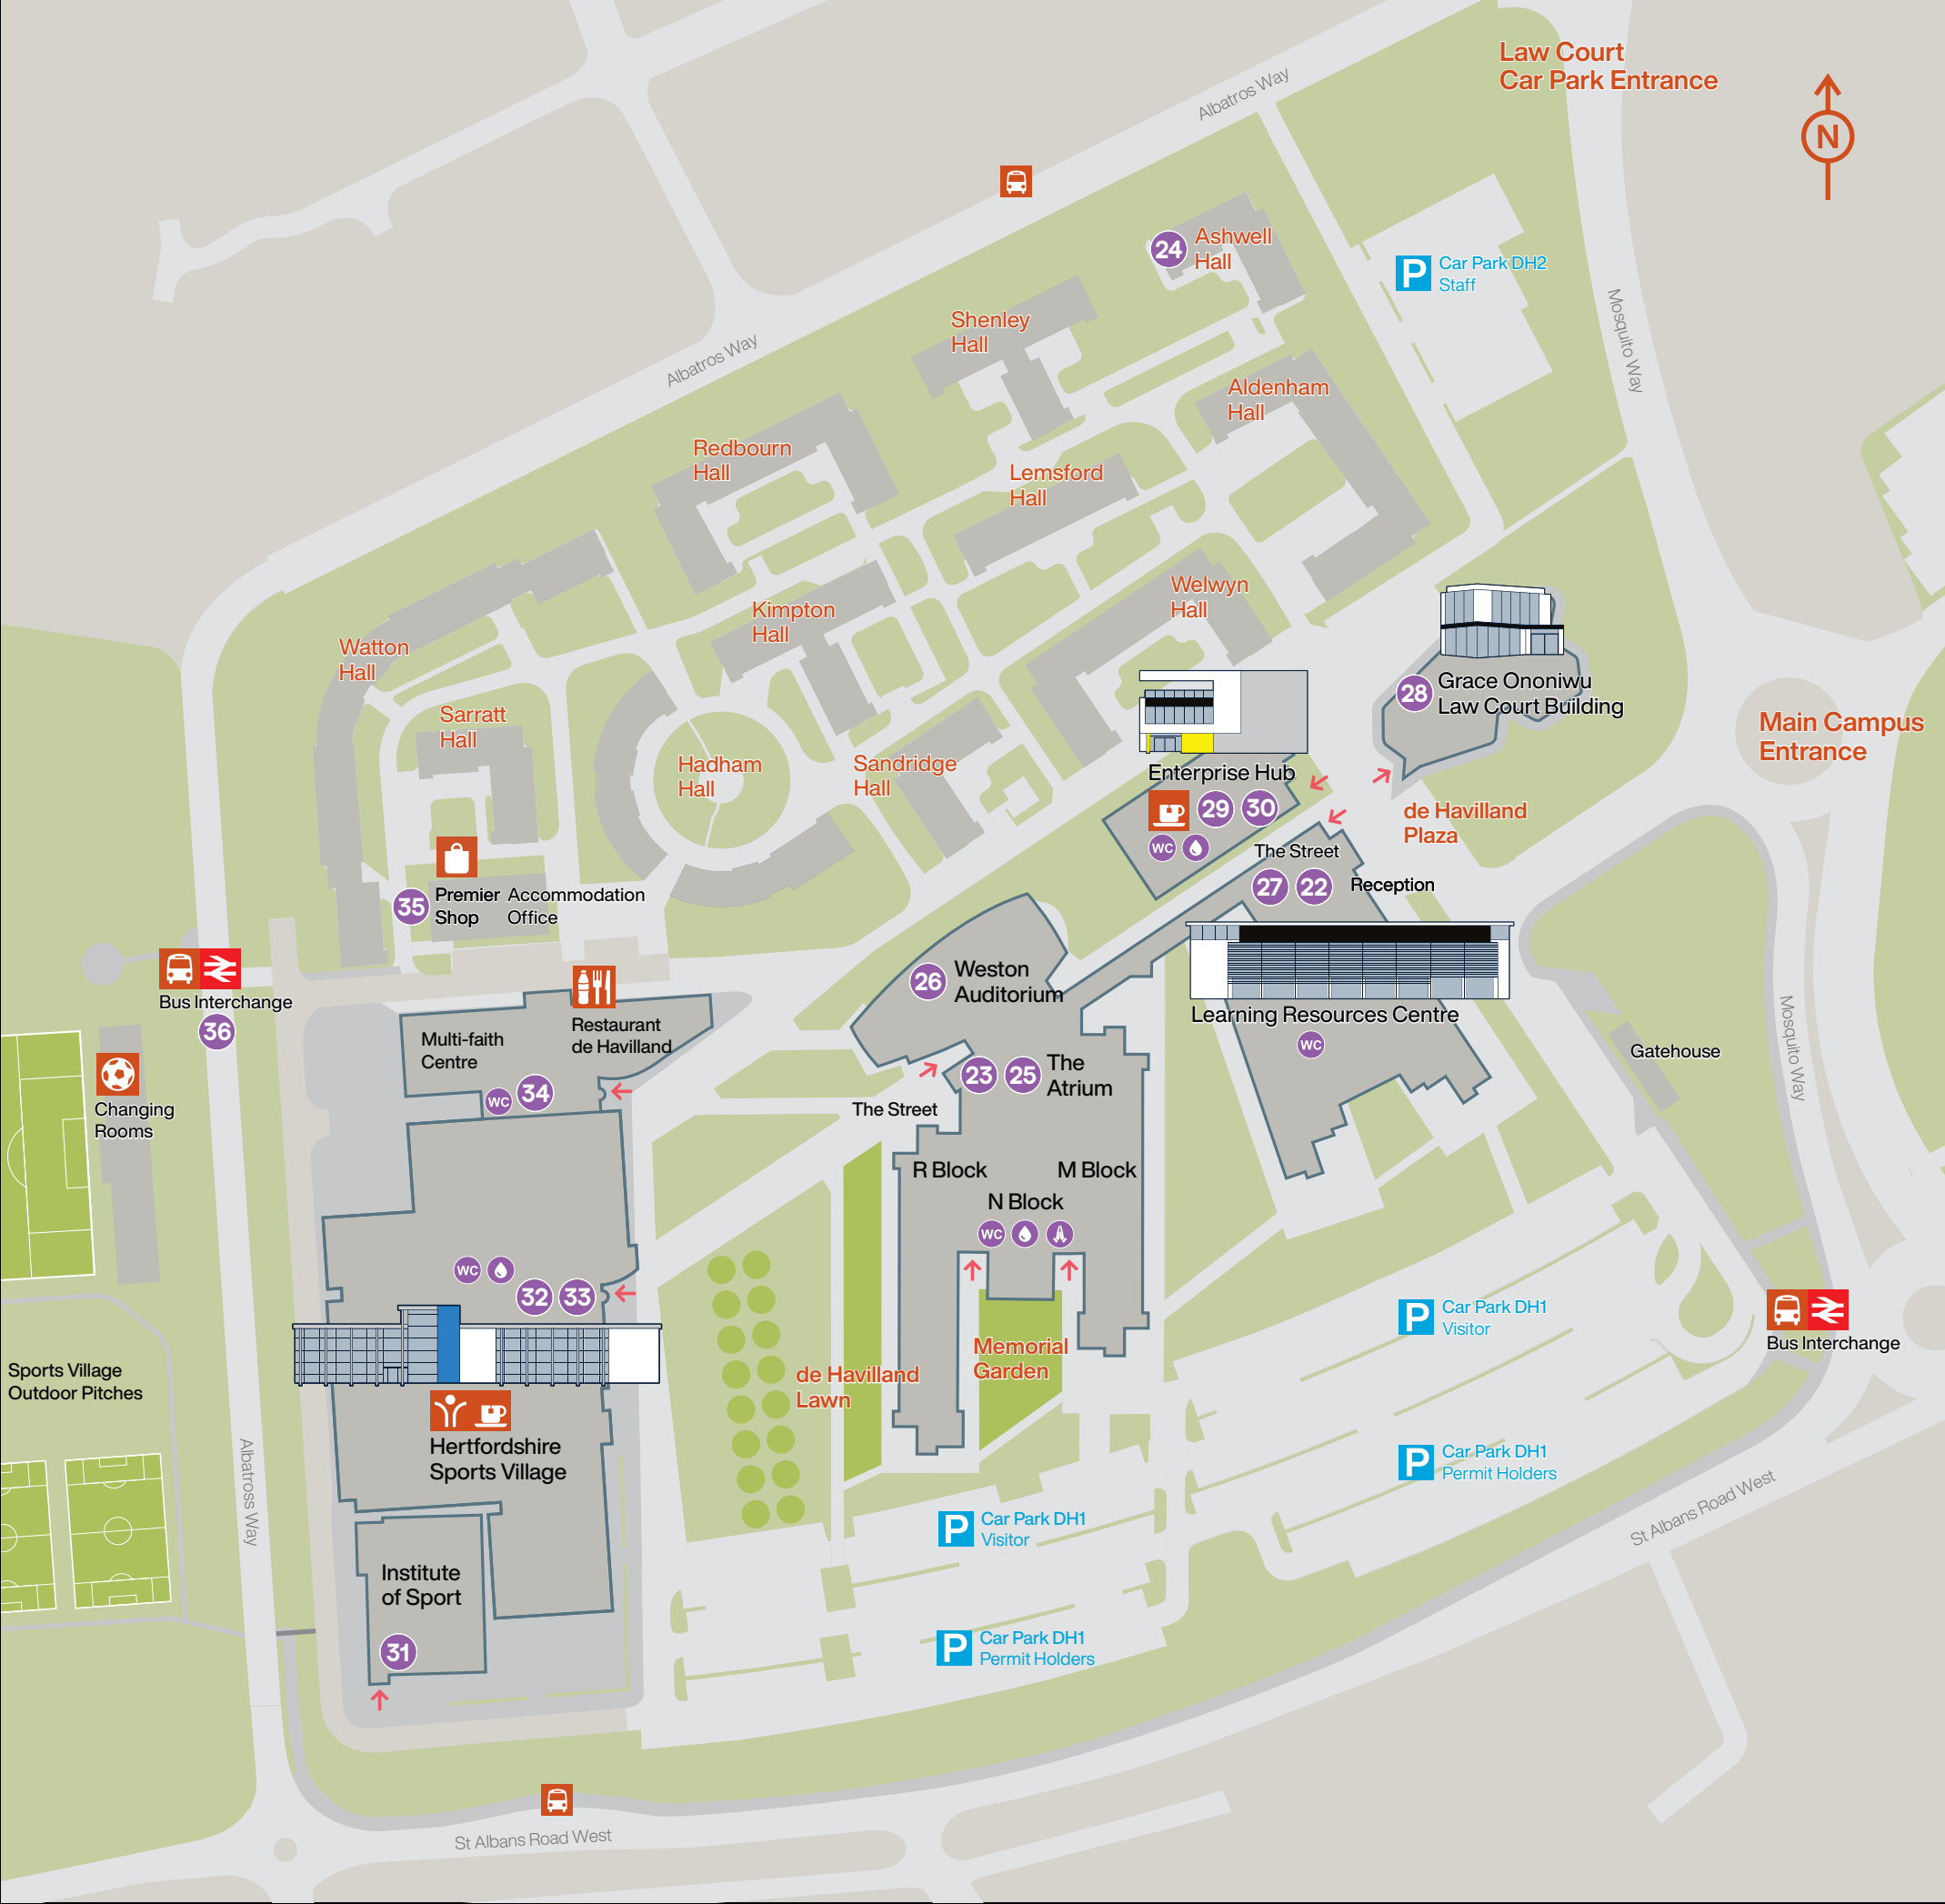 Law Court
Car Park Entrance
N
Albatros Way
24
Ashwell
Hall
P
Car Park DH2
Staff
Mosquito Way
Shenley
Hall
Albatros Way
Aldenham
Hall
Redbourn
Hall
Lemsford
Hall
Welwyn
Hall
Kimpton
Hall
Watton
Hall
28
Grace Ononiwu
Law Court Building
Main Campus
Entrance
Sarratt
Hall
Hadham
Hall
Sandridge
Hall
Enterprise Hub
29
30
WC
de Havilland
Plaza
The Street
27
22
Reception
35
Premier
Shop
Accommodation
Office
26
Weston
Auditorium
Bus Interchange
36
Learning Resources Centre
WC
Mosquito Way
Gatehouse
Restaurant
de Havilland
Multi-faith
Centre
WC
34
23
25
The
Atrium
The Street
Changing
Rooms
R Block
M Block
N Block
WC
WC
32
33
P
Car Park DH1
Visitor
Bus Interchange
Memorial
Garden
de Havilland
Lawn
Sports Village
Outdoor Pitches
Hertfordshire
Sports Village
P
Car Park DH1
Permit Holders
Albatross Way
St Albans Road West
P
Car Park DH1
Visitor
Institute
of Sport
31
P
Car Park DH1
Permit Holders
St Albans Road West